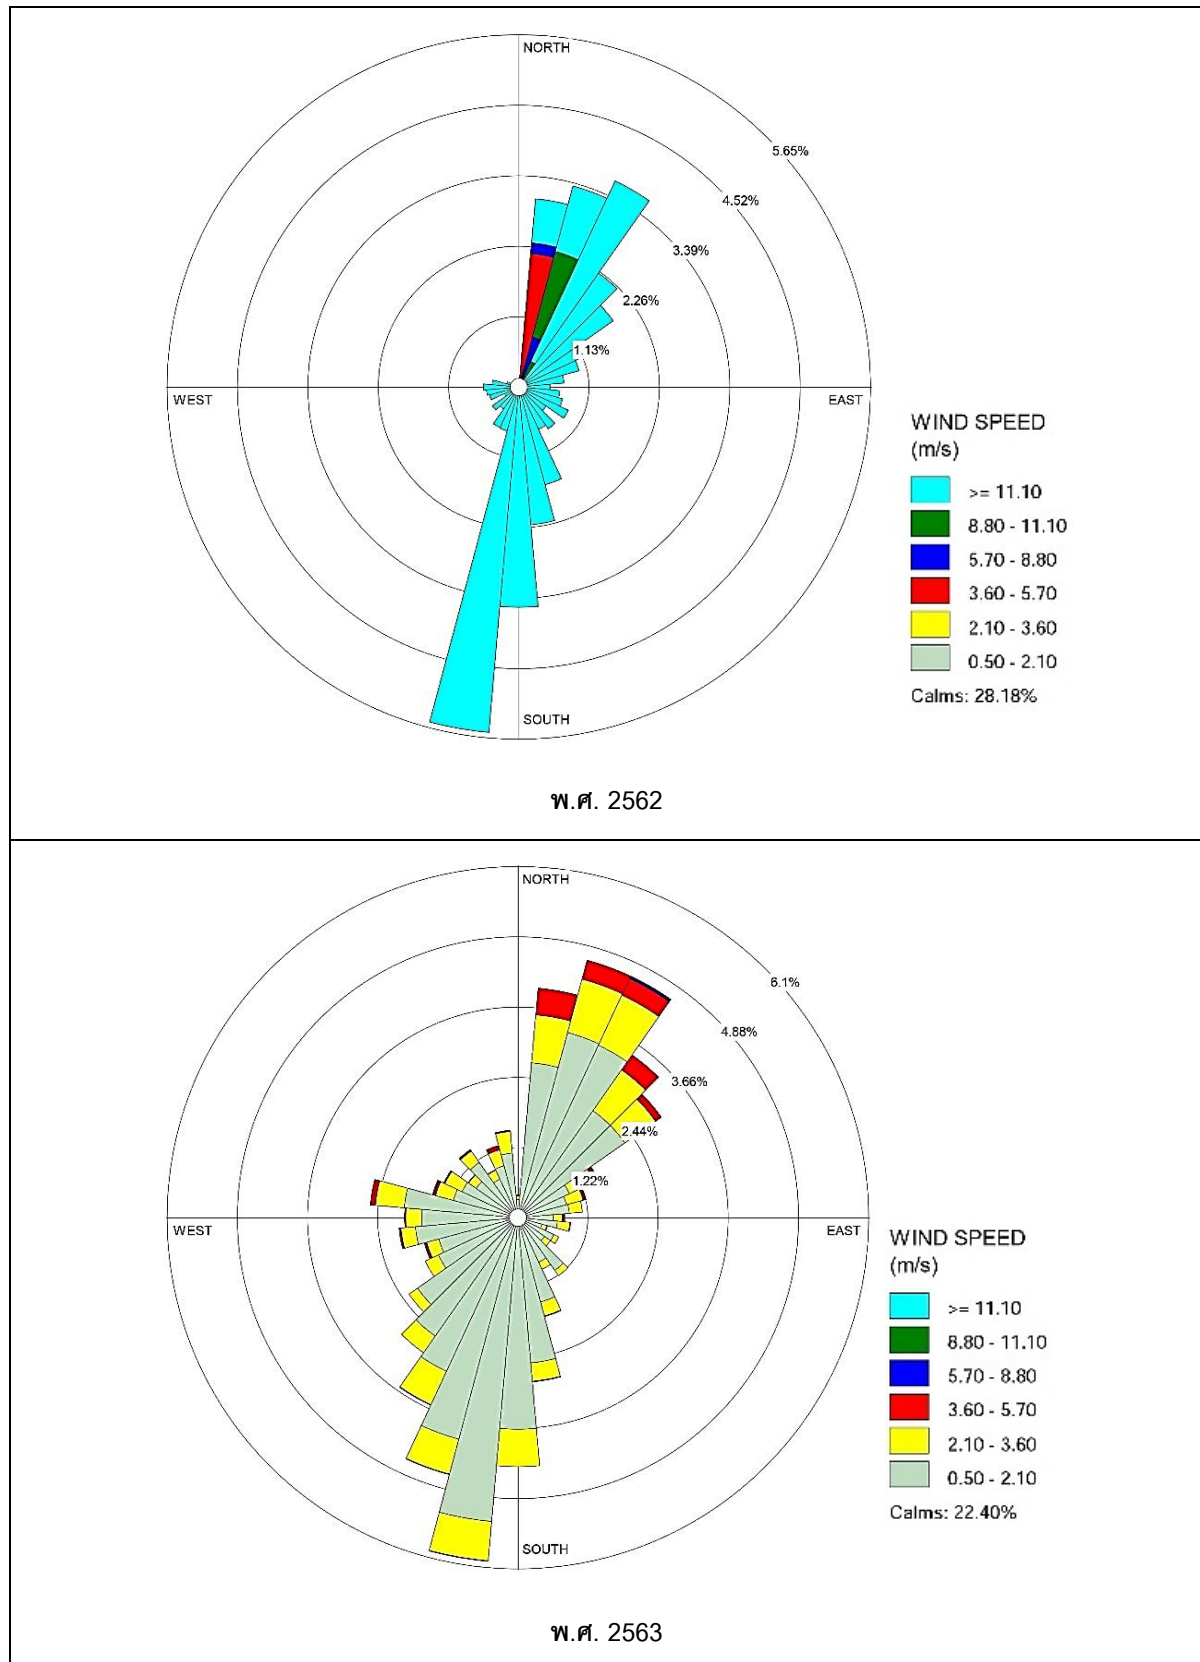 NORTH
5.65%
4.52%
3.39%
2.26%
1.13%
WEST
EAST
SOUTH
WIND SPEED
(m/s)
>= 11.10
8.80 - 11.10
5.70 - 8.80
3.60 - 5.70
2.10 - 3.60
0.50 - 2.10
Calms: 28.18%
พ.ศ. 2562
NORTH
6.1%
4.88%
3.66%
2.44%
1.22%
WEST
EAST
SOUTH
WIND SPEED
(m/s)
>= 11.10
8.80 - 11.10
5.70 - 8.80
3.60 - 5.70
2.10 - 3.60
0.50 - 2.10
Calms: 22.40%
พ.ศ. 2563